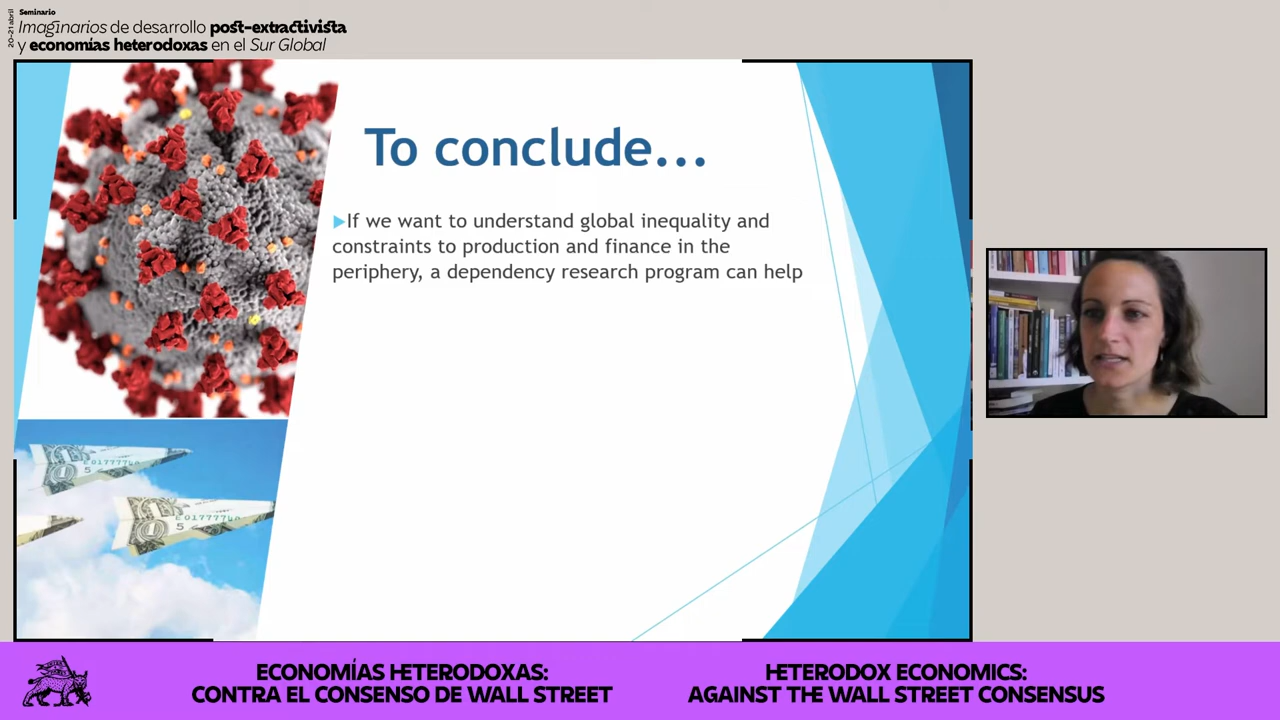 20–21 abril
Seminario
Imaginarios de desarrollo post-extractivista
y economías heterodoxas en el Sur Global
To conclude...
If we want to understand global inequality and
constraints to production and finance in the
periphery, a dependency research program can help
ECONOMÍAS HETERODOXAS:
CONTRA EL CONSENSO DE WALL STREET
HETERODOX ECONOMICS:
AGAINST THE WALL STREET CONSENSUS